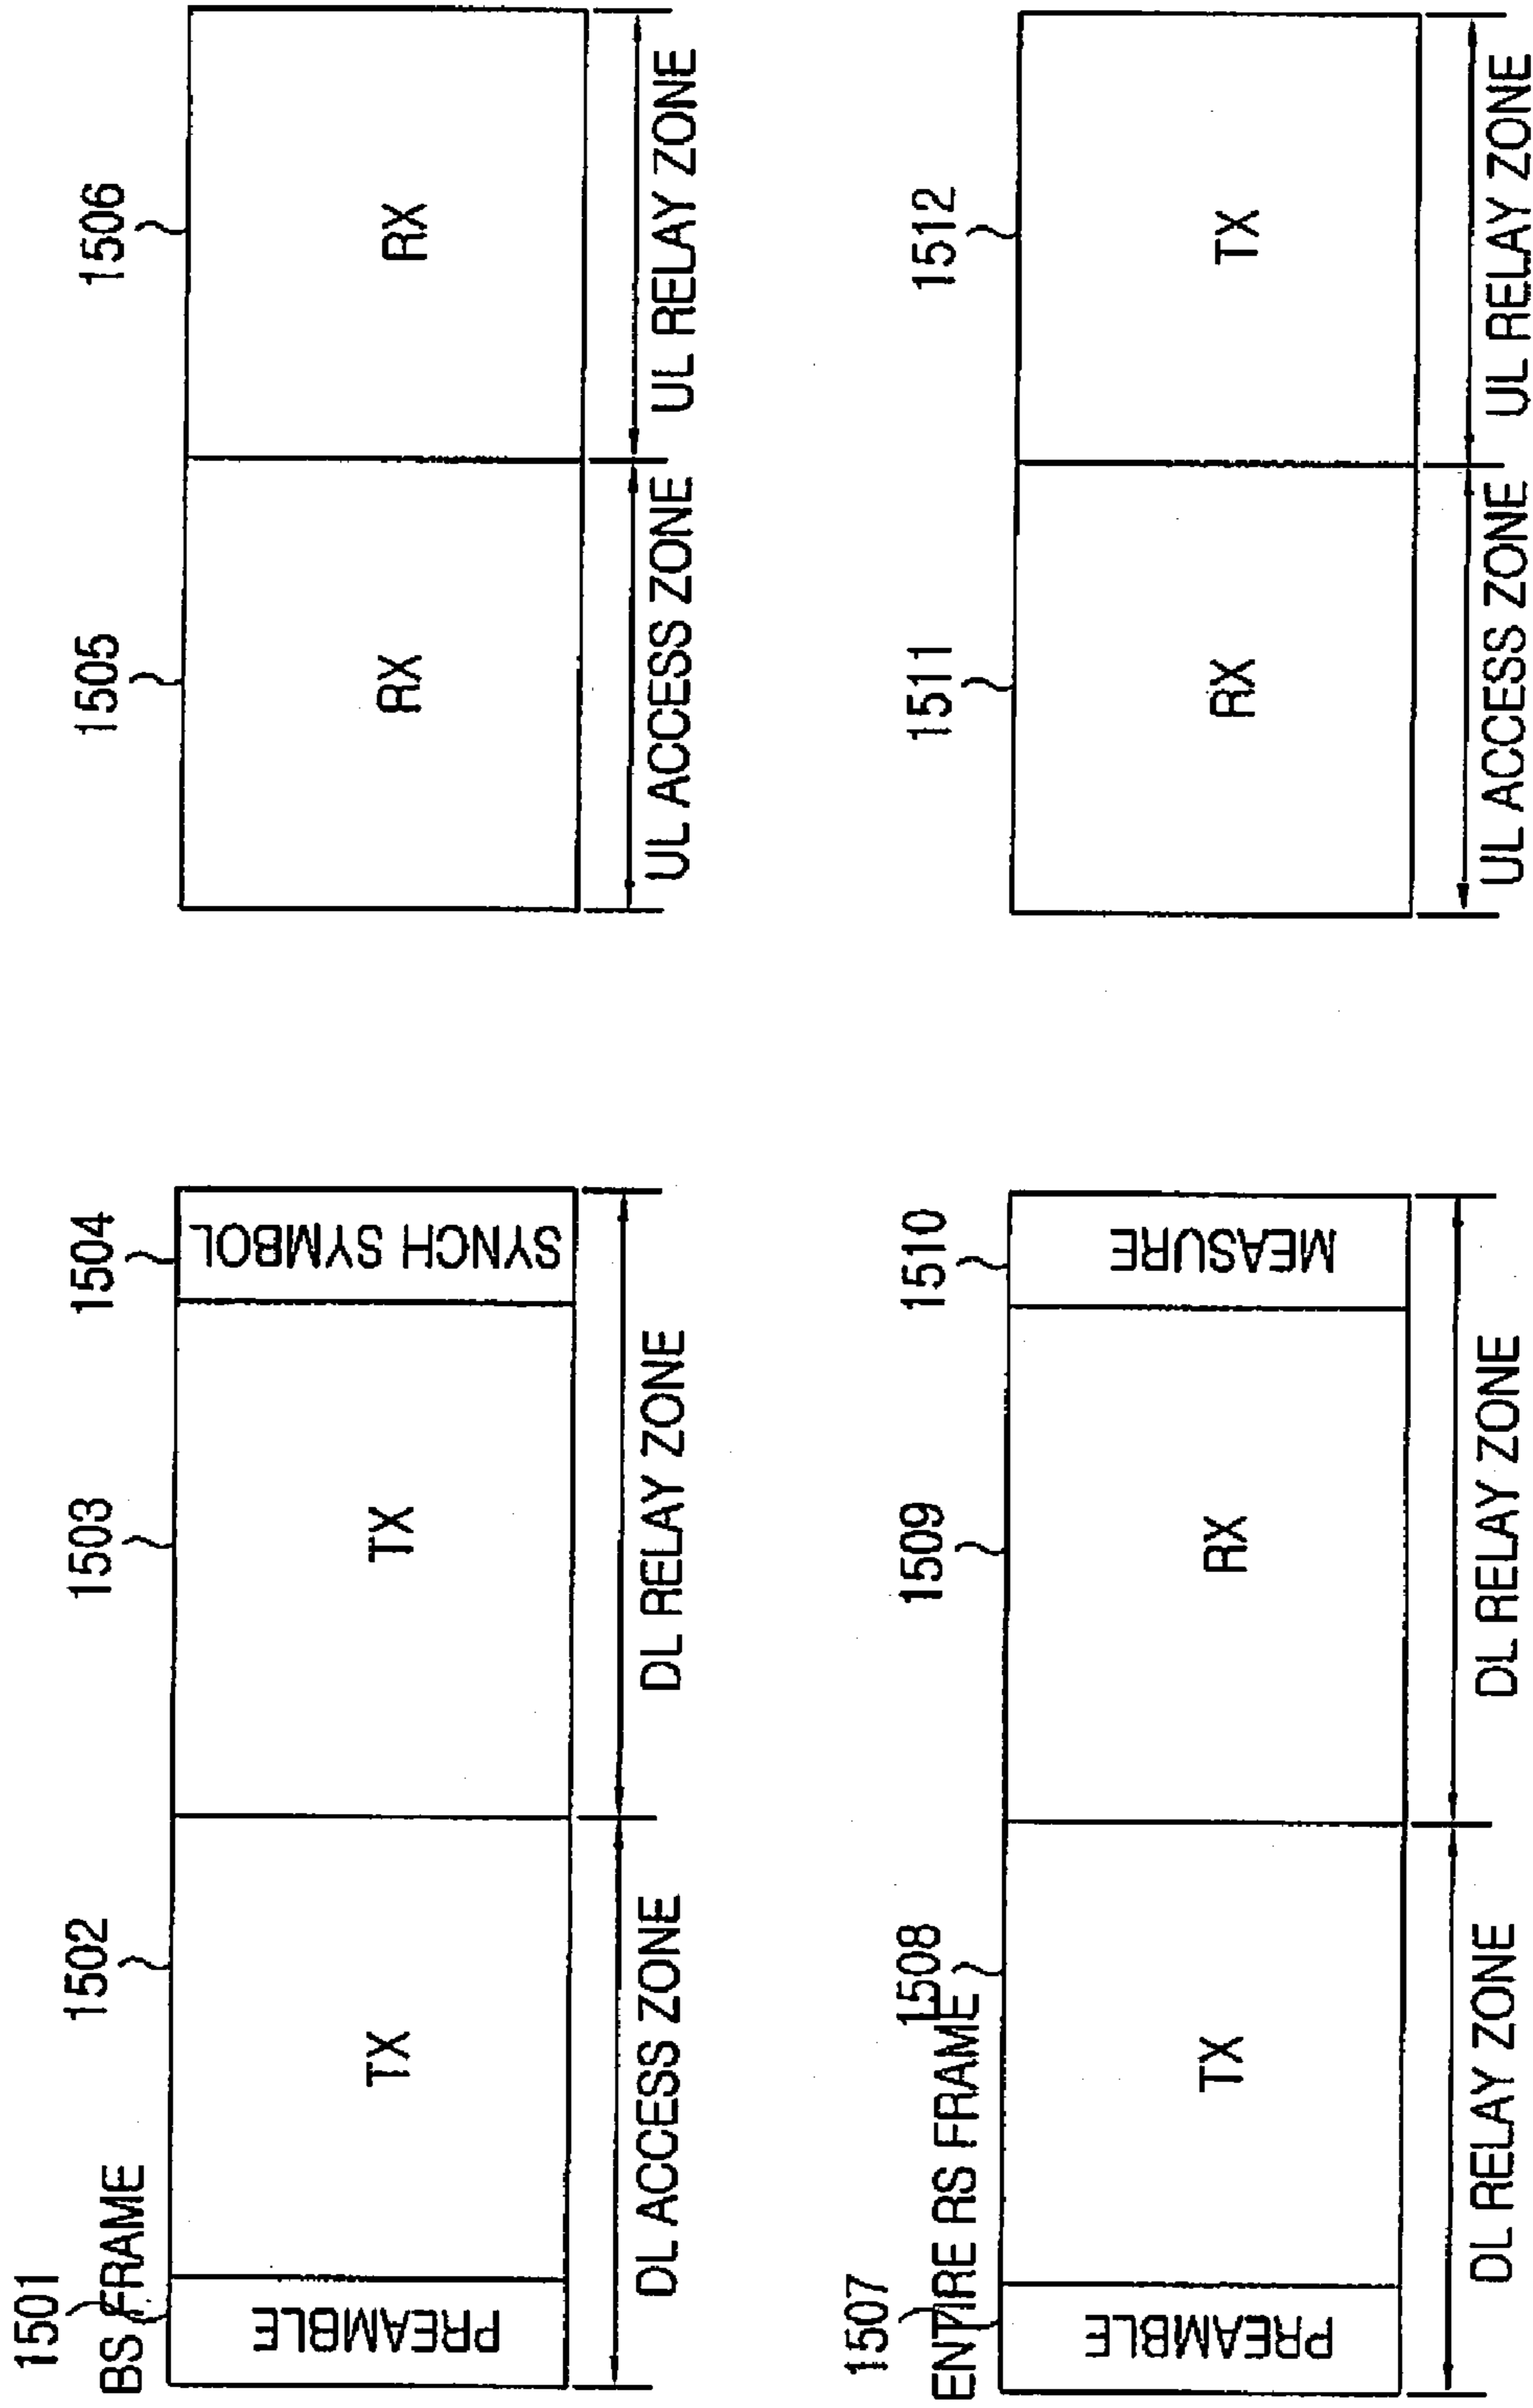 BS FRAME
1501
1502
1503
1504
1505
1506
PREAMBLE
TX
TX
SYNCH SYMBOL
RX
RX
DL ACCESS ZONE
DL RELAY ZONE
UL ACCESS ZONE
UL RELAY ZONE
ENTIRE RS FRAME
1507
1508
1509
1510
1511
1512
PREAMBLE
TX
RX
MEASURE
RX
TX
DL RELAY ZONE
DL RELAY ZONE
UL ACCESS ZONE
UL RELAY ZONE